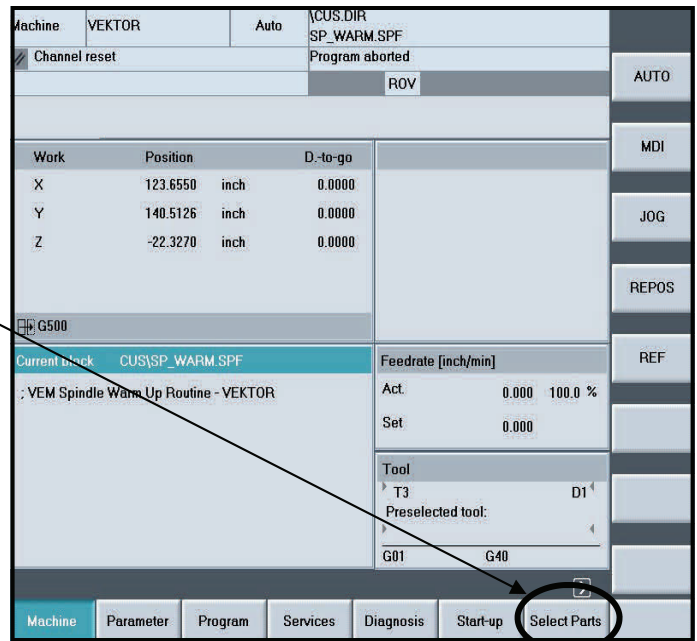 Machine VEKTOR Auto \CUS.DIR
SP_WARM.SPF
Channel reset Program aborted
ROV
AUTO
MDI
JOG
REPOS
REF
Work Position D.-to-go
X 123.6550 inch 0.0000
Y 140.5126 inch 0.0000
Z -22.3270 inch 0.0000
G500
Current block CUS\SP_WARM.SPF
; VEM Spindle Warm Up Routine - VEKTOR
Feedrate [inch/min]
Act. 0.000 100.0 %
Set 0.000
Tool
T3 D1
Preselected tool:
G01 G40
Machine Parameter Program Services Diagnosis Start-up Select Parts